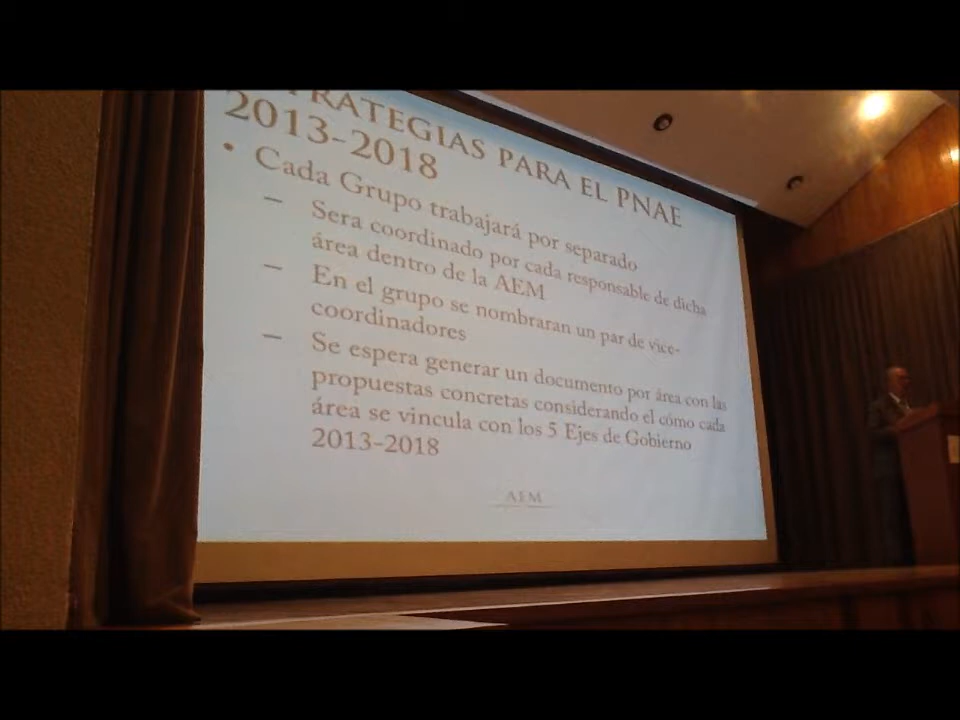 TRATEGIAS PARA EL PNAE
2013-2018
• Cada Grupo trabajará por separado
– Sera coordinado por cada responsable de dicha
área dentro de la AEM
– En el grupo se nombraran un par de vice-
coordinadores
– Se espera generar un documento por área con las
propuestas concretas considerando el cómo cada
área se vincula con los 5 Ejes de Gobierno
2013-2018
AEM